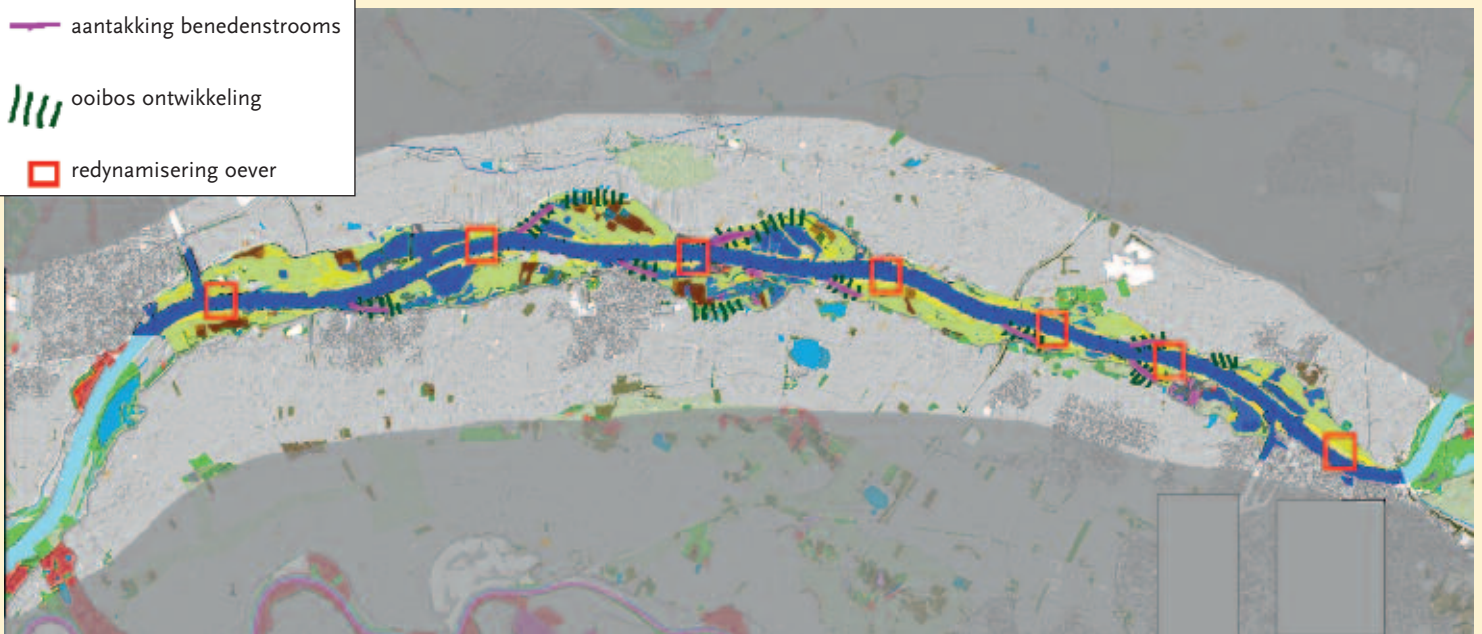 aantakking benedenstrooms
ooibos ontwikkeling
redynamisering oever